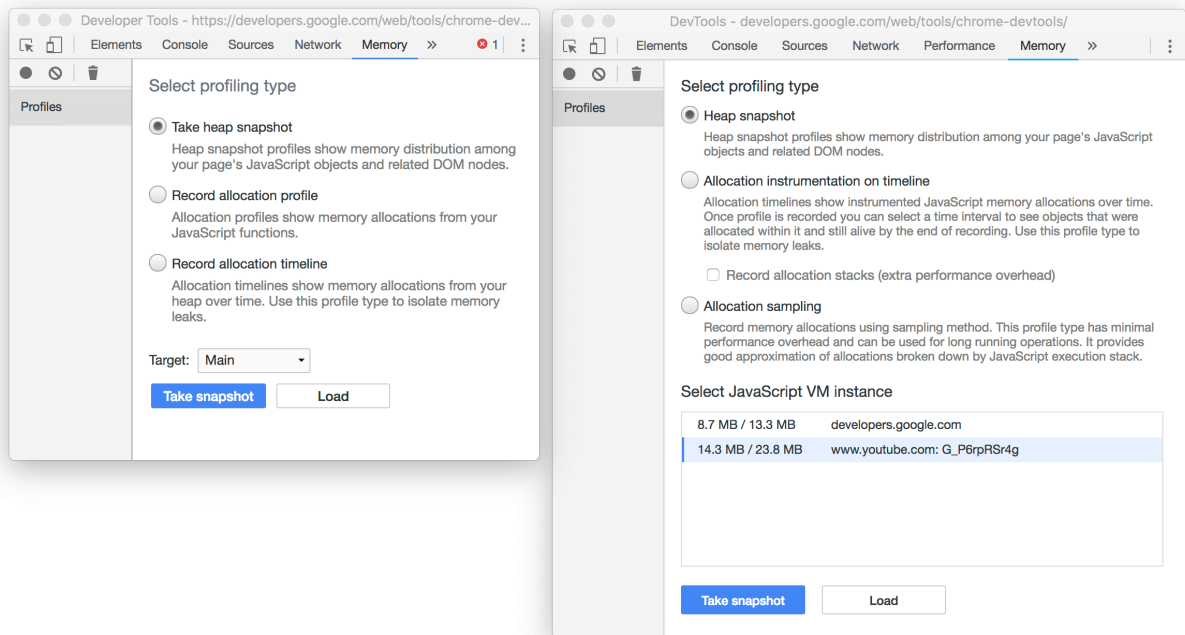 Developer Tools - https://developers.google.com/web/tools/chrome-dev...
Elements Console Sources Network Memory » 1
Profiles
Select profiling type
Take heap snapshot
Heap snapshot profiles show memory distribution among
your page's JavaScript objects and related DOM nodes.
Record allocation profile
Allocation profiles show memory allocations from your
JavaScript functions.
Record allocation timeline
Allocation timelines show memory allocations from your
heap over time. Use this profile type to isolate memory
leaks.
Target: Main
Take snapshot Load
DevTools - developers.google.com/web/tools/chrome-devtools/
Elements Console Sources Network Performance Memory »
Profiles
Select profiling type
Heap snapshot
Heap snapshot profiles show memory distribution among your page's JavaScript
objects and related DOM nodes.
Allocation instrumentation on timeline
Allocation timelines show instrumented JavaScript memory allocations over time.
Once profile is recorded you can select a time interval to see objects that were
allocated within it and still alive by the end of recording. Use this profile type to
isolate memory leaks.
Record allocation stacks (extra performance overhead)
Allocation sampling
Record memory allocations using sampling method. This profile type has minimal
performance overhead and can be used for long running operations. It provides
good approximation of allocations broken down by JavaScript execution stack.
Select JavaScript VM instance
8.7 MB / 13.3 MB developers.google.com
14.3 MB / 23.8 MB www.youtube.com: G_P6rpRSr4g
Take snapshot Load